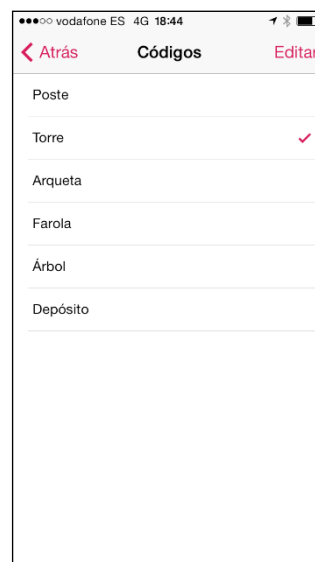 vodafone ES 4G 18:44
Atrás Códigos Editar
Poste
Torre
Arqueta
Farola
Árbol
Depósito